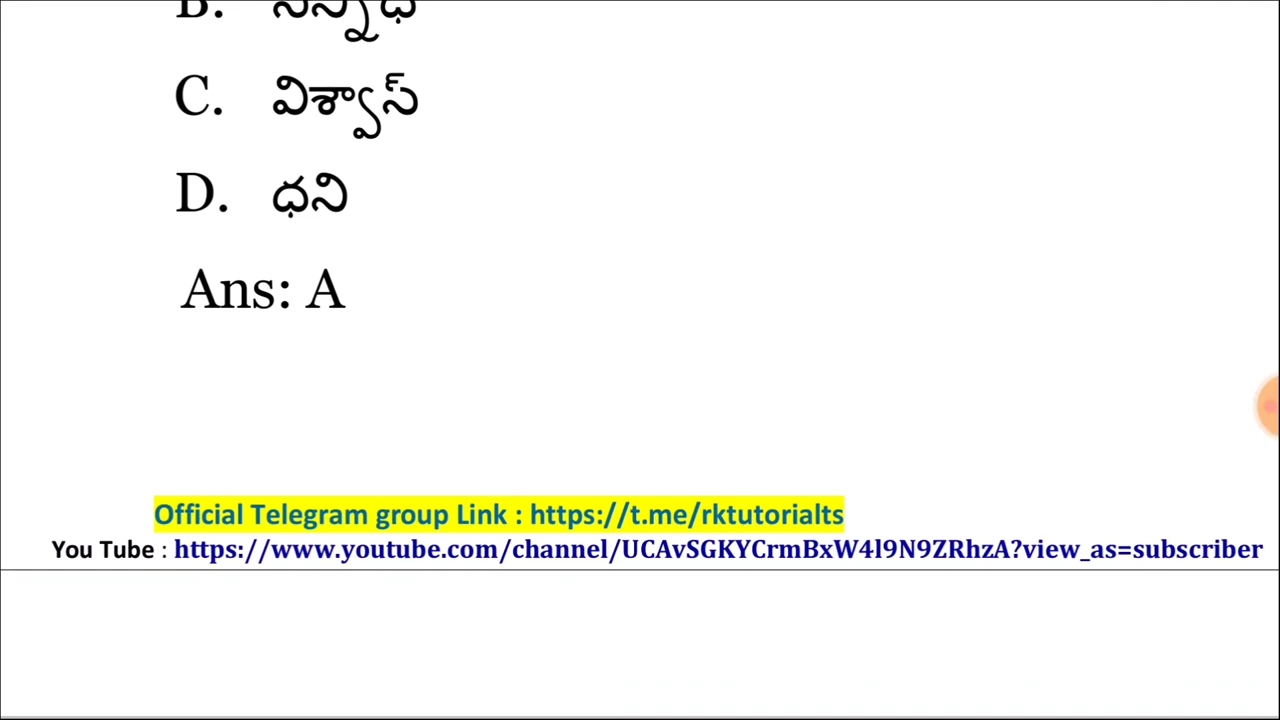 B. సన్నిధి
C. విశ్వాస్
D. ధని
Ans: A
Official Telegram group Link : https://t.me/rktutorialts
You Tube : https://www.youtube.com/channel/UCAvSGKYCrmBxW4l9N9ZRhzA?view_as=subscriber